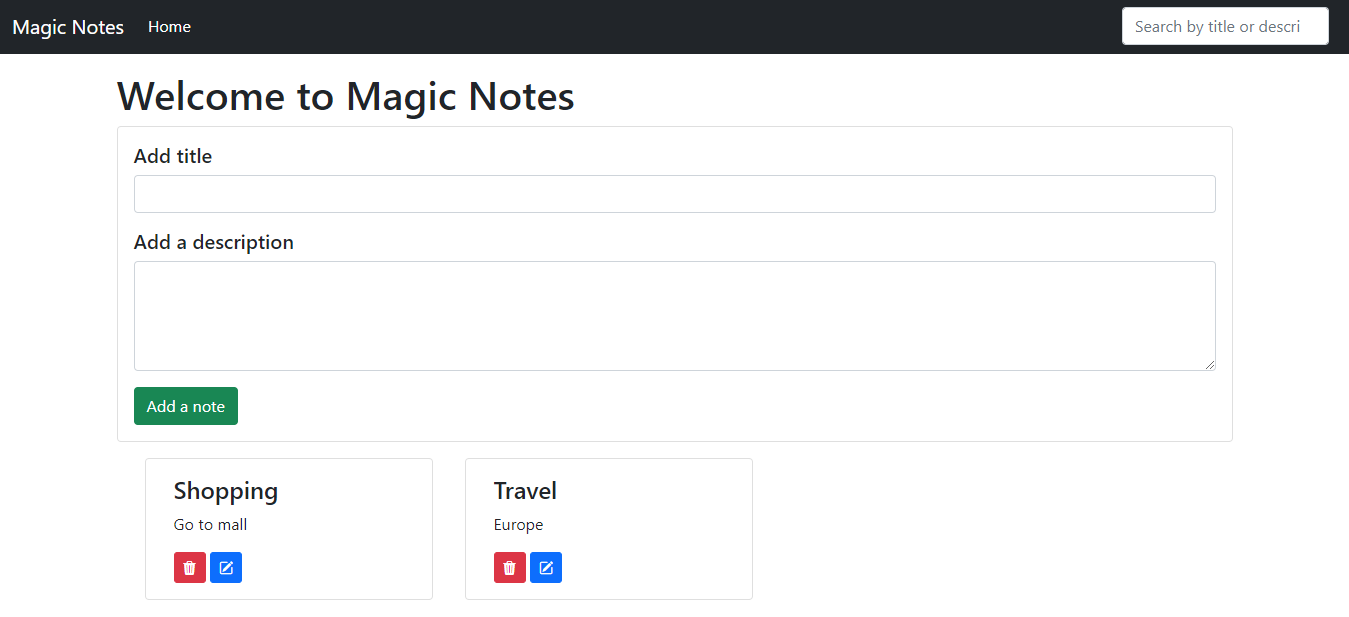 Magic Notes Home Search by title or descri
Welcome to Magic Notes
Add title
Add a description
Add a note
Shopping
Go to mall
Travel
Europe